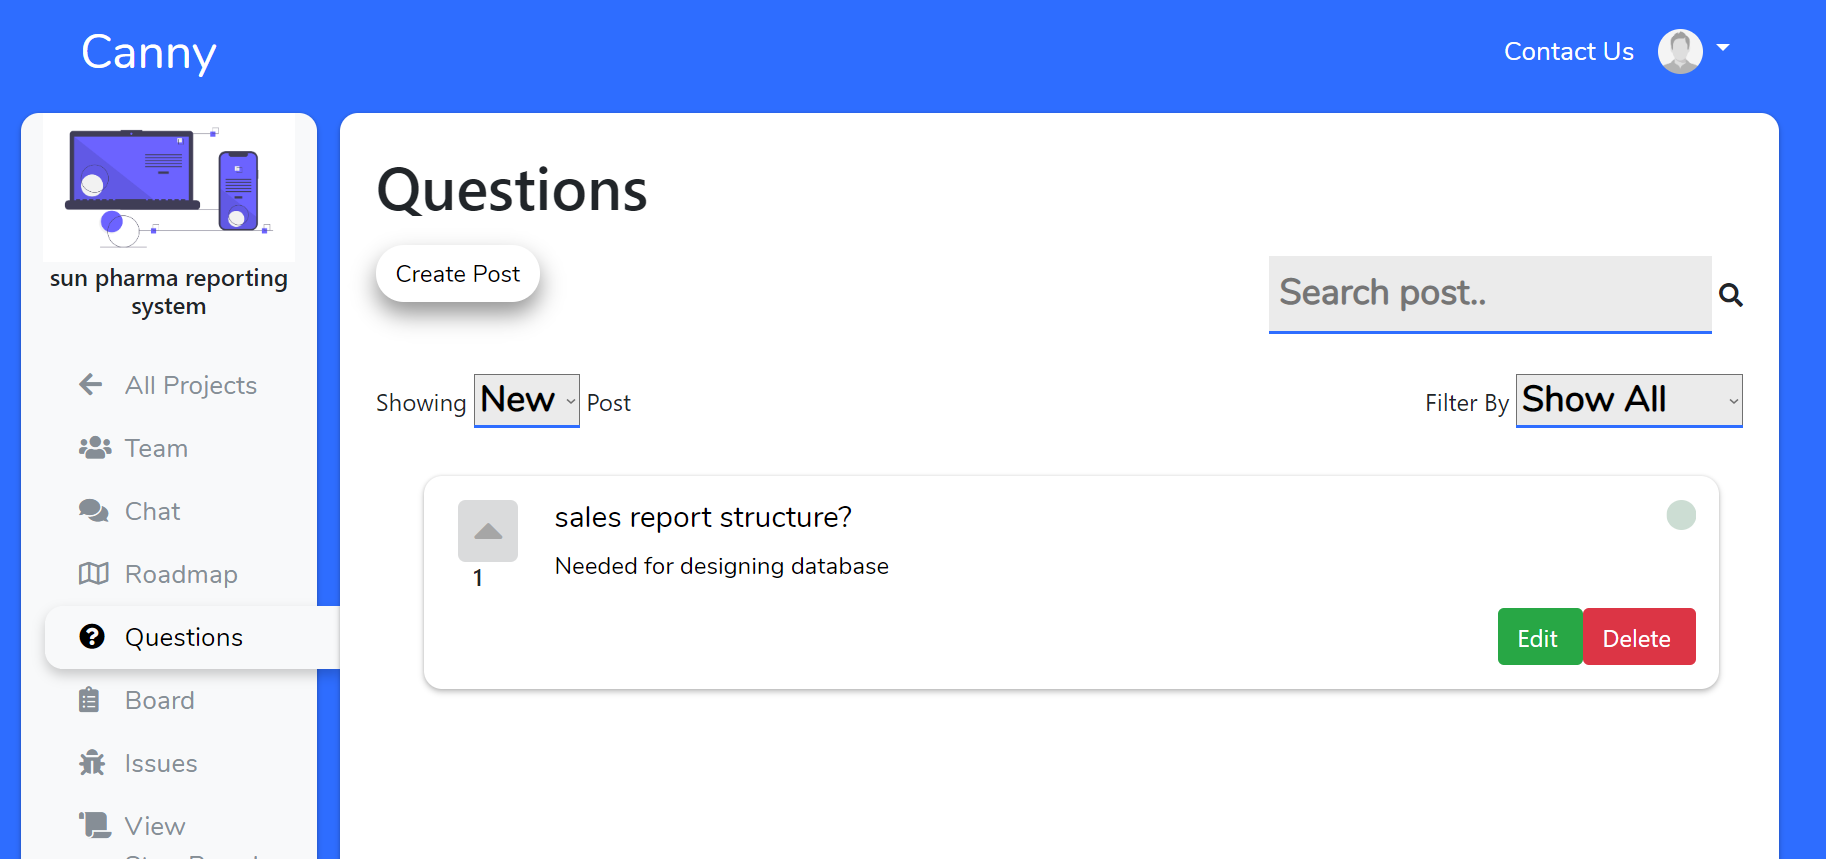 Canny
Contact Us
sun pharma reporting
system
All Projects
Team
Chat
Roadmap
Questions
Board
Issues
View
Questions
Create Post
Search post..
Showing New Post
Filter By Show All
sales report structure?
Needed for designing database
1
Edit Delete